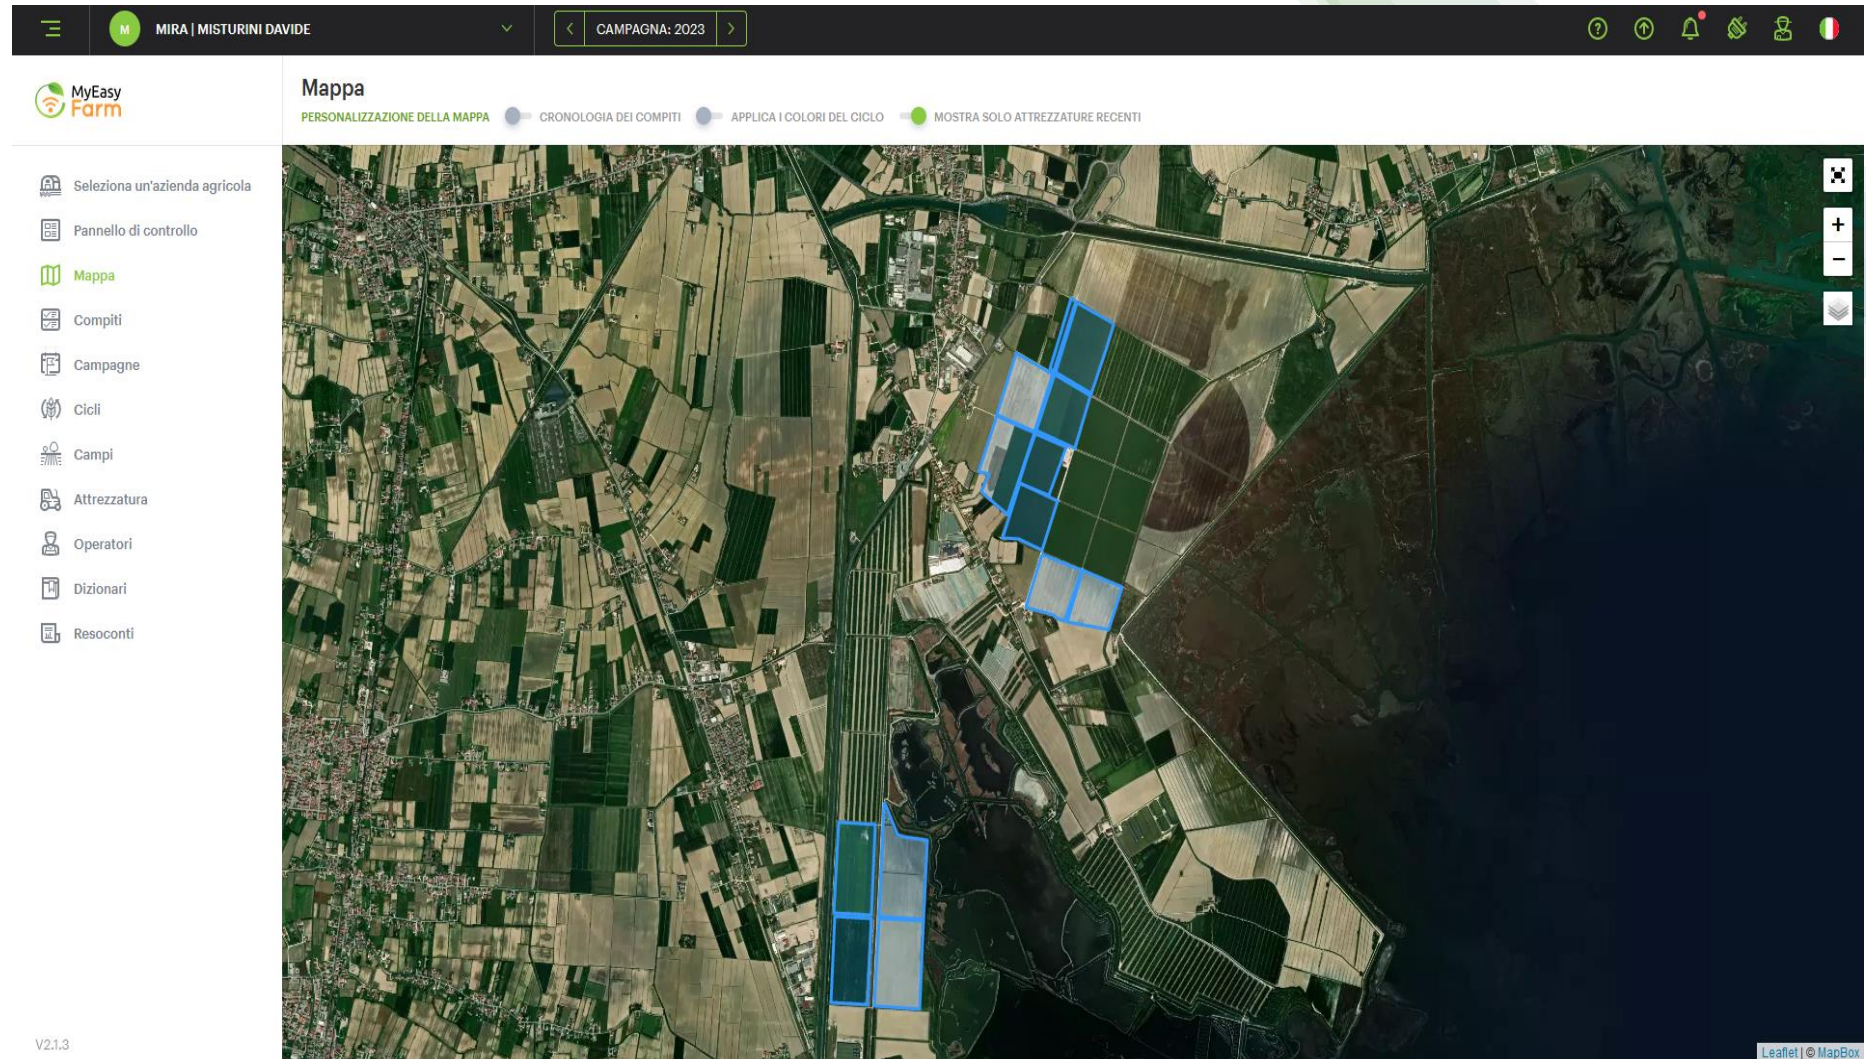 M
MIRA | MISTURINI DAVIDE
CAMPAGNA: 2023
MyEasy
Farm
Mappa
PERSONALIZZAZIONE DELLA MAPPA
CRONOLOGIA DEI COMPITI
APPLICA I COLORI DEL CICLO
MOSTRA SOLO ATTREZZATURE RECENTI
Seleziona un'azienda agricola
Pannello di controllo
Mappa
Compiti
Campagne
Cicli
Campi
Attrezzatura
Operatori
Dizionari
Resoconti
+
−
V2.1.3
Leaflet | © MapBox